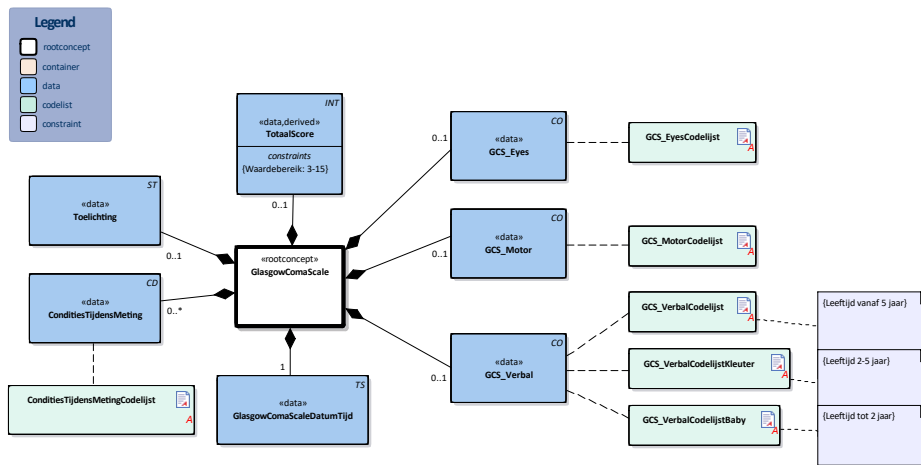 Legend
rootconcept
container
data
codelist
constraint
INT
«data,derived»
TotaalScore
constraints
{Waardebereik: 3-15}
0..1
ST
«data»
Toelichting
0..1
CD
«data»
ConditiesTijdensMeting
0..*
ConditiesTijdensMetingCodelijst
A
«rootconcept»
GlasgowComaScale
1
TS
«data»
GlasgowComaScaleDatumTijd
CO
«data»
GCS_Eyes
0..1
GCS_EyesCodelijst
A
CO
«data»
GCS_Motor
0..1
GCS_MotorCodelijst
A
CO
«data»
GCS_Verbal
0..1
GCS_VerbalCodelijst
A
{Leeftijd vanaf 5 jaar}
GCS_VerbalCodelijstKleuter
A
{Leeftijd 2-5 jaar}
GCS_VerbalCodelijstBaby
A
{Leeftijd tot 2 jaar}